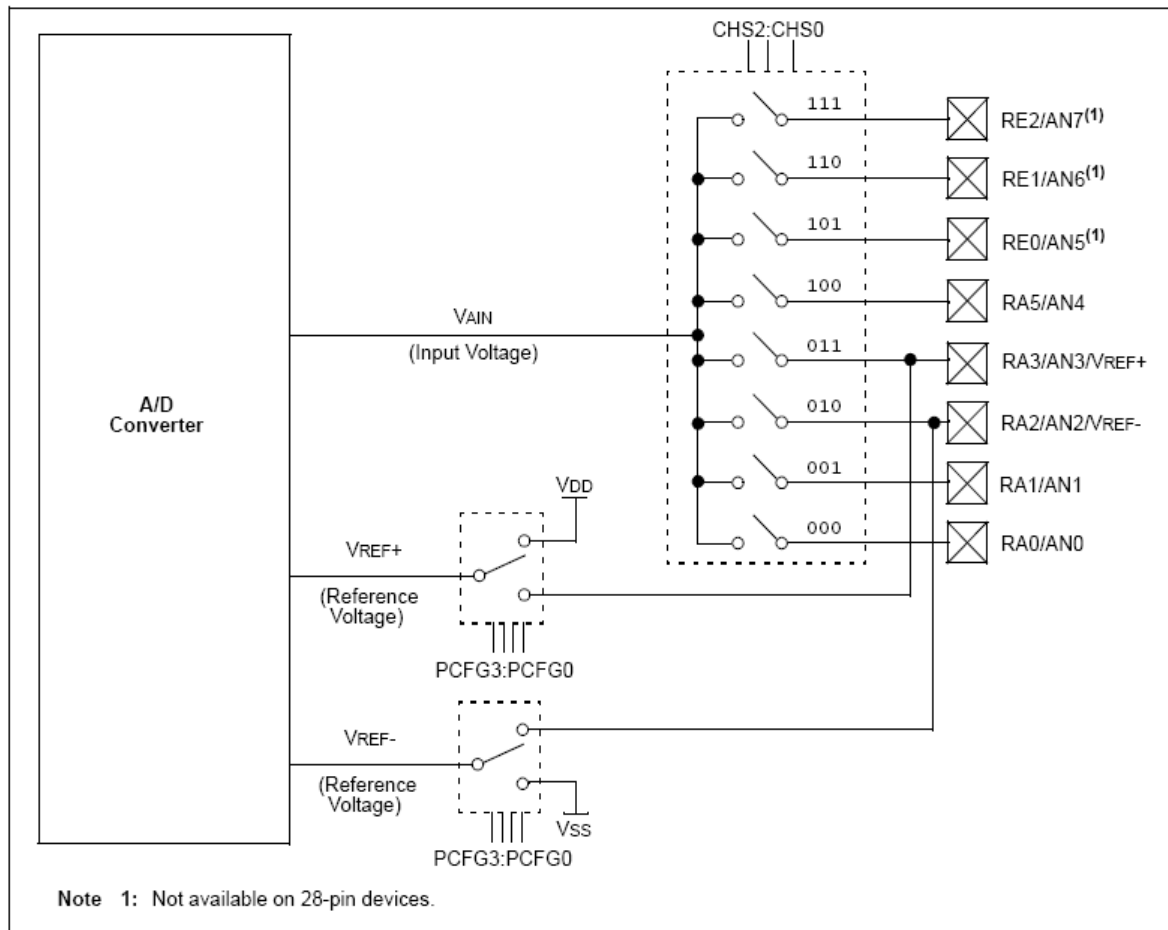 CHS2:CHS0
111
RE2/AN7(1)
110
RE1/AN6(1)
101
RE0/AN5(1)
100
RA5/AN4
VAIN
(Input Voltage)
011
RA3/AN3/VREF+
A/D
Converter
010
RA2/AN2/VREF-
001
RA1/AN1
VDD
000
RA0/AN0
VREF+
(Reference
Voltage)
PCFG3:PCFG0
VREF-
(Reference
Voltage)
VSS
PCFG3:PCFG0
Note 1: Not available on 28-pin devices.